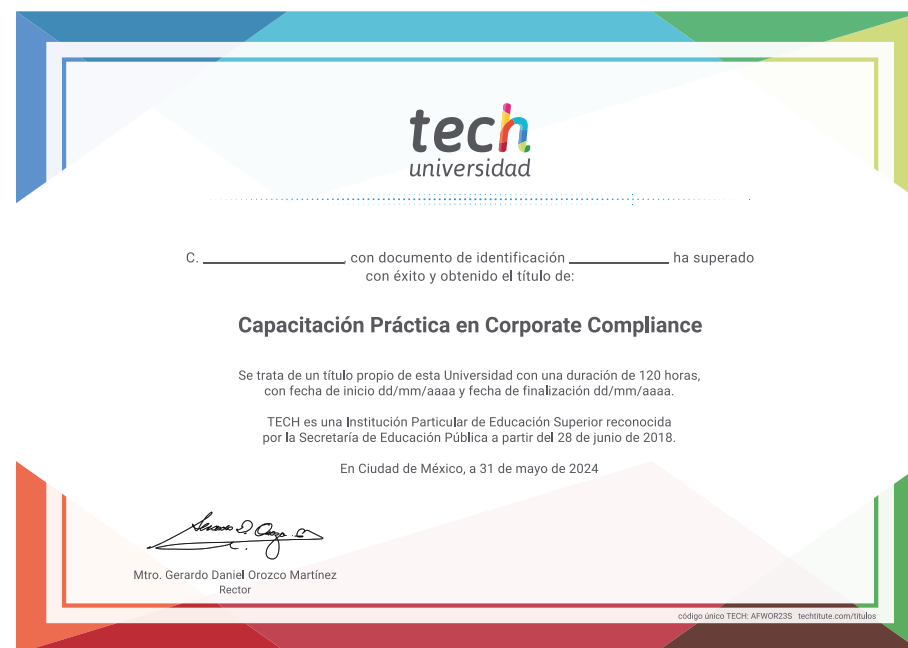 tech
universidad
C. ____________, con documento de identificación ____________ ha superado
con éxito y obtenido el título de:
Capacitación Práctica en Corporate Compliance
Se trata de un título propio de esta Universidad con una duración de 120 horas,
con fecha de inicio dd/mm/aaaa y fecha de finalización dd/mm/aaaa.
TECH es una Institución Particular de Educación Superior reconocida
por la Secretaría de Educación Pública a partir del 28 de junio de 2018.
En Ciudad de México, a 31 de mayo de 2024
Mtro. Gerardo Daniel Orozco Martínez
Rector
código único TECH: AFWOR23S techtitute.com/titulos